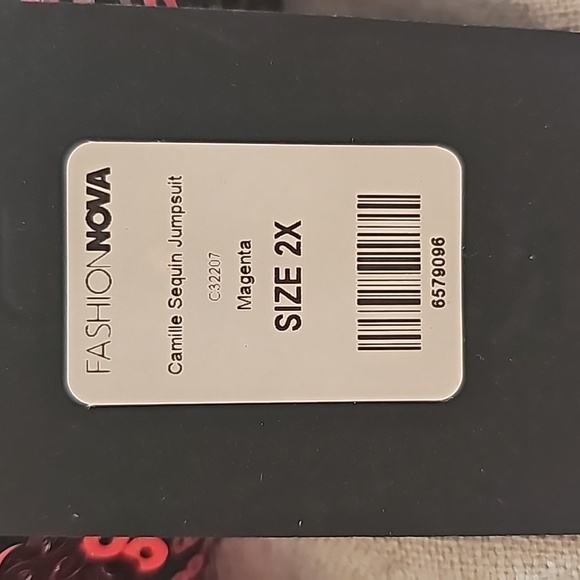 FASHIONNOVA
Camille Sequin Jumpsuit
C32207
Magenta
SIZE 2X
6579096